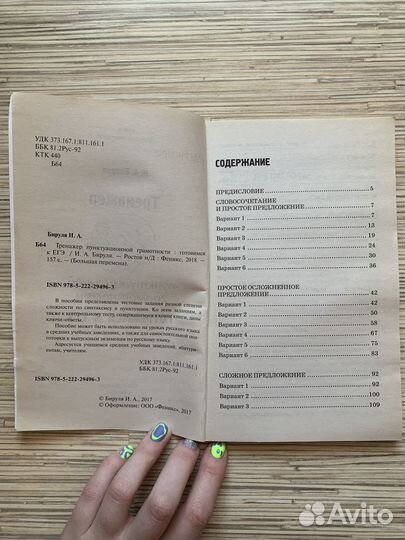 УДК 373.167.1:811.161.1
ББК 81.2Рус-92
КТК 440
Б64
Бируля И. А.
Б64 Тренажер пунктуационной грамотности : готовимся
к ЕГЭ / И. А. Бируля. — Ростов н/Д : Феникс, 2018. —
157 с. — (Большая перемена).
ISBN 978-5-222-29496-3
В пособии представлены тестовые задания разной степени
сложности по синтаксису и пунктуации. Ко всем заданиям, а
также к контрольному тесту, содержащемуся в конце книги, даны
ключи-ответы.
Пособие может быть использовано на уроках русского языка
в средних учебных заведениях, а также для самостоятельной под-
готовки к выпускным экзаменам по русскому языку.
Адресуется учащимся средних учебных заведений, абитури-
ентам, учителям.
УДК 373.167.1:811.161.1
ББК 81.2Рус-92
ISBN 978-5-222-29496-3
© Бируля И. А., 2017
© Оформление: ООО «Феникс», 2017
СОДЕРЖАНИЕ
ПРЕДИСЛОВИЕ 5
СЛОВОСОЧЕТАНИЕ
И ПРОСТОЕ ПРЕДЛОЖЕНИЕ 7
Вариант 1 7
Вариант 2 13
Вариант 3 19
Вариант 4 24
Вариант 5 30
Вариант 6 36
ПРОСТОЕ ОСЛОЖНЕННОЕ
ПРЕДЛОЖЕНИЕ 42
Вариант 1 42
Вариант 2 50
Вариант 3 58
Вариант 4 67
Вариант 5 75
Вариант 6 83
СЛОЖНОЕ ПРЕДЛОЖЕНИЕ 92
Вариант 1 92
Вариант 2 100
Вариант 3 109
Avito